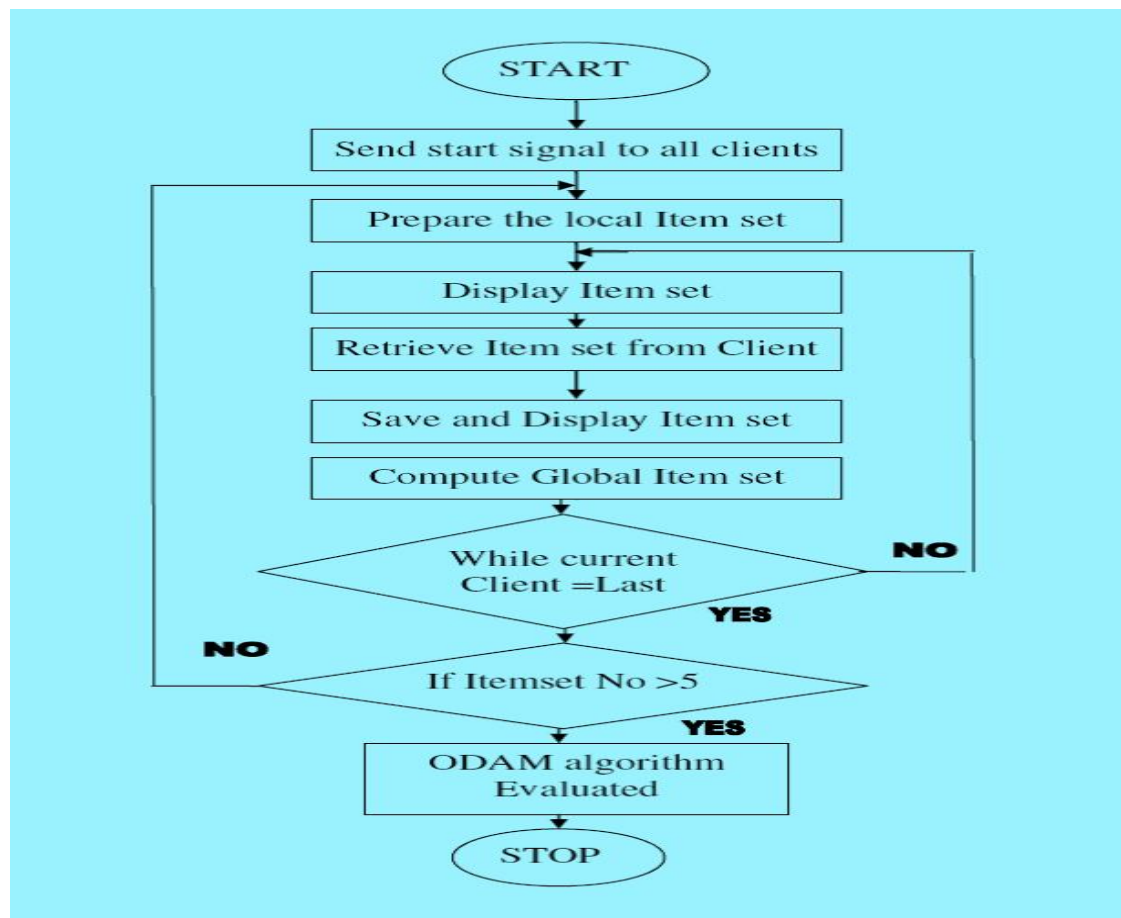 START
Send start signal to all clients
Prepare the local Item set
Display Item set
Retrieve Item set from Client
Save and Display Item set
Compute Global Item set
While current
Client =Last
NO
YES
NO
If Itemset No >5
YES
ODAM algorithm
Evaluated
STOP